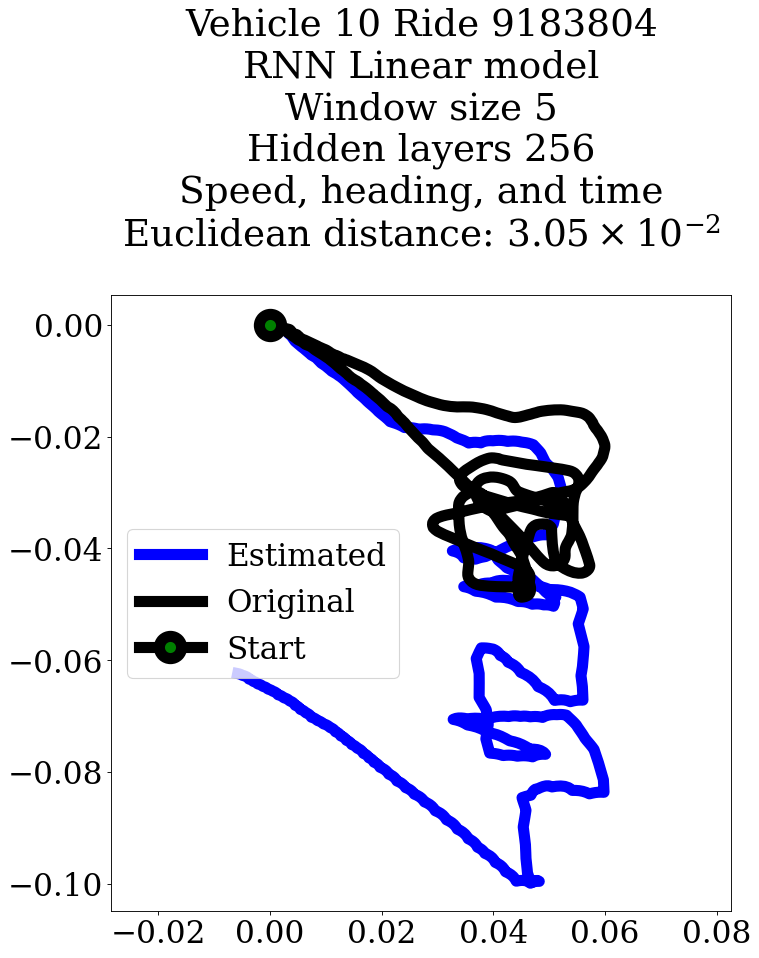 Vehicle 10 Ride 9183804
RNN Linear model
Window size 5
Hidden layers 256
Speed, heading, and time
Euclidean distance: 3.05 × 10⁻²
0.00
−0.02
−0.04
−0.06
−0.08
−0.10
Estimated
Original
Start
−0.02 0.00 0.02 0.04 0.06 0.08